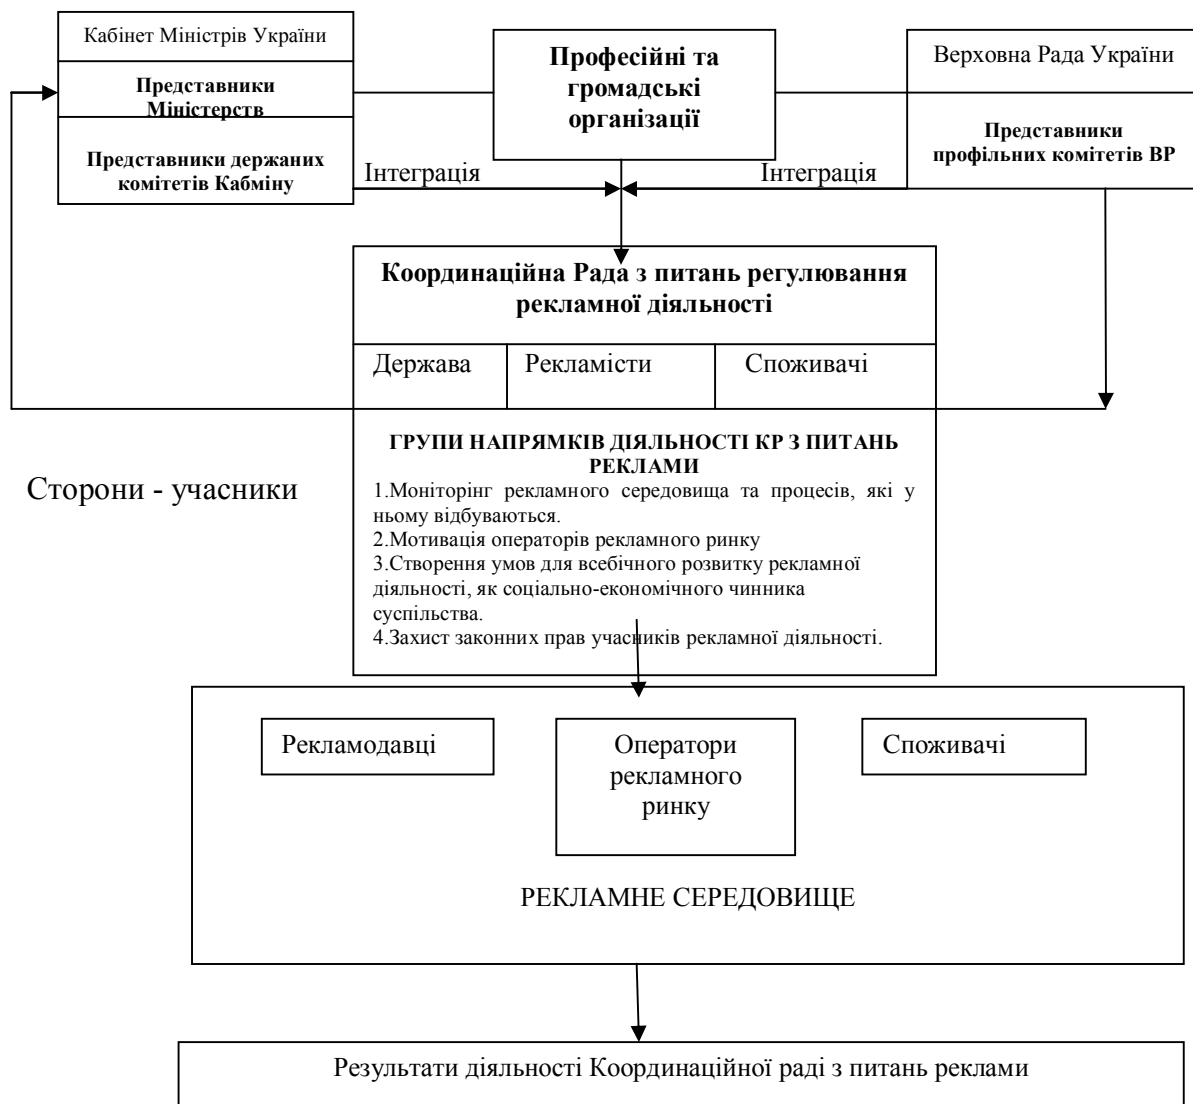 Кабінет Міністрів України
Представники
Міністерств
Представники держаних
комітетів Кабміну
Професійні та
громадські
організації
Верховна Рада України
Представники
профільних комітетів ВР
Інтеграція
Інтеграція
Координаційна Рада з питань регулювання
рекламної діяльності
Держава
Рекламісти
Споживачі
ГРУПИ НАПРЯМКІВ ДІЯЛЬНОСТІ КР З ПИТАНЬ
РЕКЛАМИ
Сторони - учасники
1.Моніторінг рекламного середовища та процесів, які у
ньому відбуваються.
2.Мотивація операторів рекламного ринку
3.Створення умов для всебічного розвитку рекламної
діяльності, як соціально-економічного чинника
суспільства.
4.Захист законних прав учасників рекламної діяльності.
Рекламодавці
Оператори
рекламного
ринку
Споживачі
РЕКЛАМНЕ СЕРЕДОВИЩЕ
Результати діяльності Координаційної раді з питань реклами